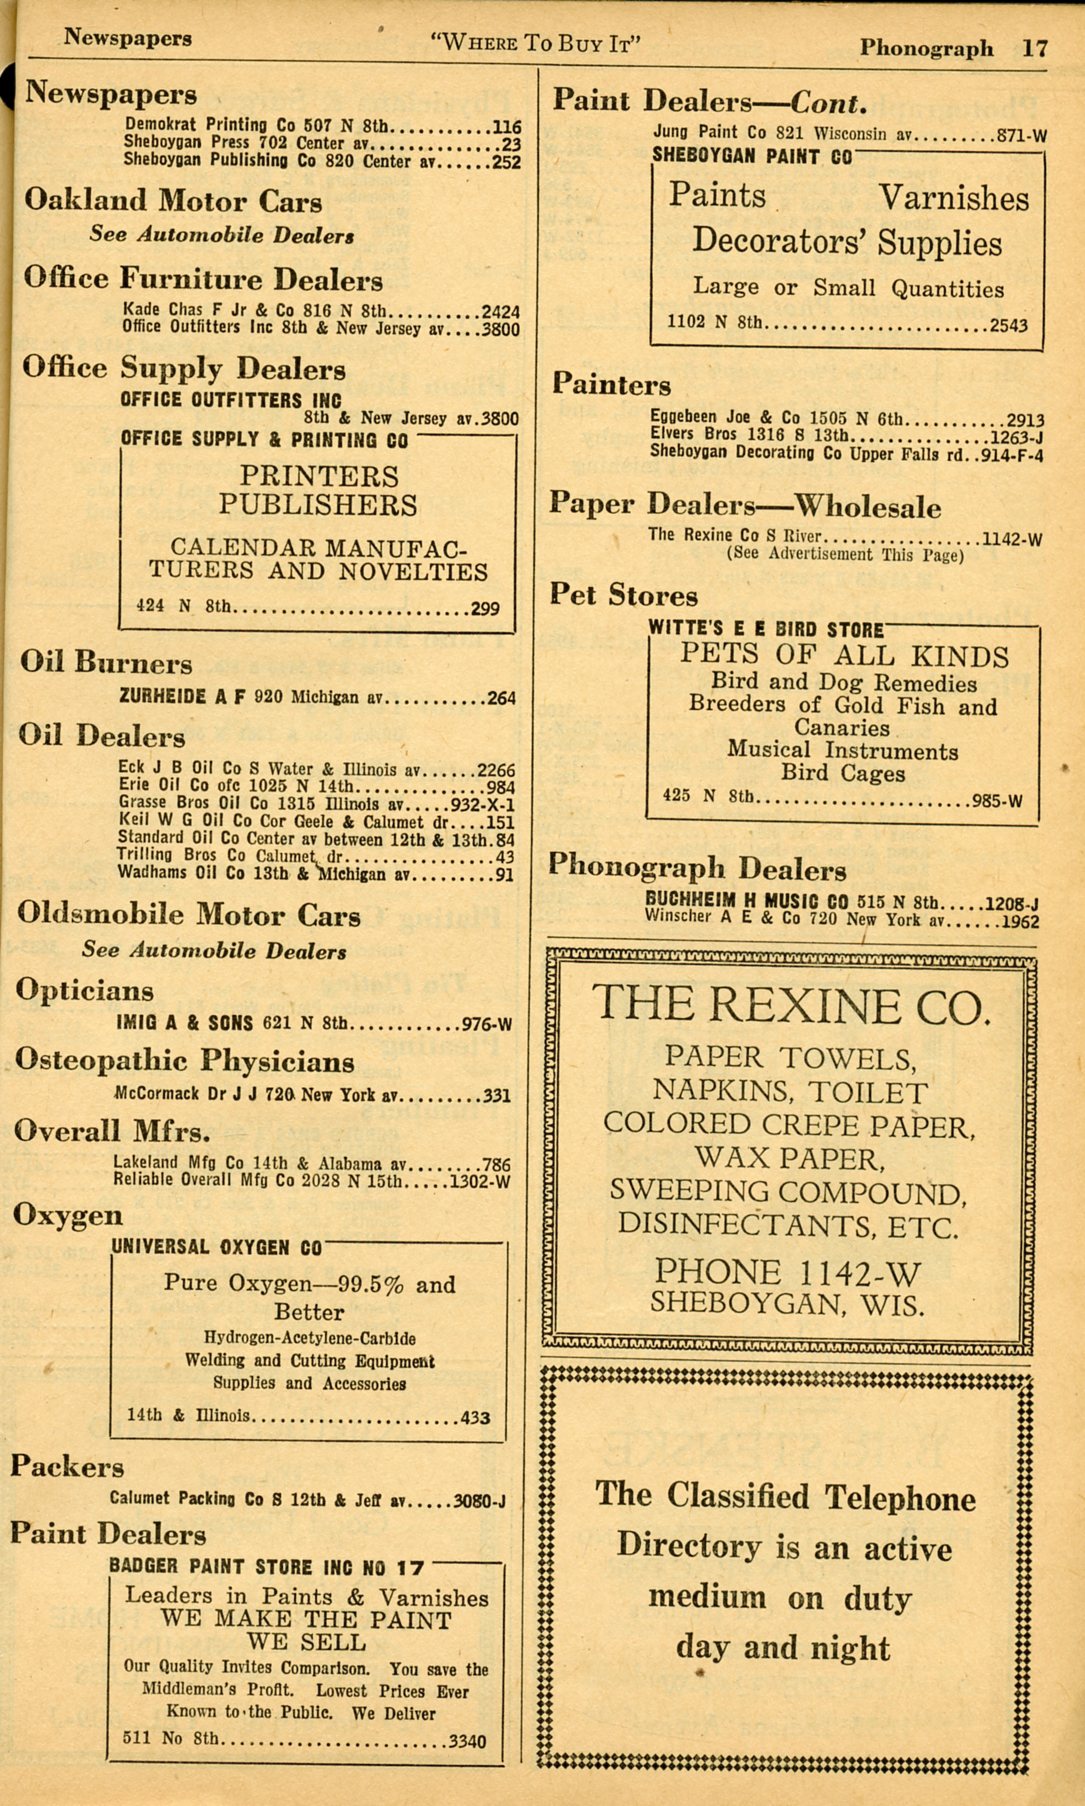 Newspapers "WHERE TO BUY IT" Phonograph 17
Newspapers
Demokrat Printing Co 507 N 8th...........116
Sheboygan Press 702 Center av..............23
Sheboygan Publishing Co 820 Center av......252
Oakland Motor Cars
See Automobile Dealers
Office Furniture Dealers
Kade Chas F Jr & Co 816 N 8th..........2424
Office Outfitters Inc 8th & New Jersey av....3800
Office Supply Dealers
OFFICE OUTFITTERS INC
8th & New Jersey av.3800
OFFICE SUPPLY & PRINTING CO
PRINTERS
PUBLISHERS
CALENDAR MANUFAC-
TURERS AND NOVELTIES
424 N 8th..........................299
Oil Burners
ZURHEIDE A F 920 Michigan av...........264
Oil Dealers
Eck J B Oil Co S Water & Illinois av......2266
Erie Oil Co ofc 1025 N 14th..............984
Grasse Bros Oil Co 1315 Illinois av.....932-X-1
Keil W G Oil Co Cor Geele & Calumet dr....151
Standard Oil Co Center av between 12th & 13th.84
Trilling Bros Co Calumet dr................43
Wadhams Oil Co 13th & Michigan av.........91
Oldsmobile Motor Cars
See Automobile Dealers
Opticians
IMIG A & SONS 621 N 8th............976-W
Osteopathic Physicians
McCormack Dr J J 720 New York av.........331
Overall Mfrs.
Lakeland Mfg Co 14th & Alabama av........786
Reliable Overall Mfg Co 2028 N 15th.....1302-W
Oxygen
UNIVERSAL OXYGEN CO
Pure Oxygen—99.5% and
Better
Hydrogen-Acetylene-Carbide
Welding and Cutting Equipment
Supplies and Accessories
14th & Illinois.......................433
Packers
Calumet Packing Co S 12th & Jeff av.....3080-J
Paint Dealers
BADGER PAINT STORE INC NO 17
Leaders in Paints & Varnishes
WE MAKE THE PAINT
WE SELL
Our Quality Invites Comparison. You save the
Middleman's Profit. Lowest Prices Ever
Known to the Public. We Deliver
511 No 8th.........................3340
Paint Dealers—Cont.
Jung Paint Co 821 Wisconsin av.........871-W
SHEBOYGAN PAINT CO
Paints Varnishes
Decorators' Supplies
Large or Small Quantities
1102 N 8th.........................2543
Painters
Eggebeen Joe & Co 1505 N 6th...........2913
Elvers Bros 1316 S 13th...............1263-J
Sheboygan Decorating Co Upper Falls rd..914-F-4
Paper Dealers—Wholesale
The Rexine Co S River.................1142-W
(See Advertisement This Page)
Pet Stores
WITTE'S E E BIRD STORE
PETS OF ALL KINDS
Bird and Dog Remedies
Breeders of Gold Fish and
Canaries
Musical Instruments
Bird Cages
425 N 8th........................985-W
Phonograph Dealers
BUCHHEIM H MUSIC CO 515 N 8th.....1208-J
Winscher A E & Co 720 New York av......1962
THE REXINE CO.
PAPER TOWELS,
NAPKINS, TOILET
COLORED CREPE PAPER,
WAX PAPER,
SWEEPING COMPOUND,
DISINFECTANTS, ETC.
PHONE 1142-W
SHEBOYGAN, WIS.
The Classified Telephone
Directory is an active
medium on duty
day and night